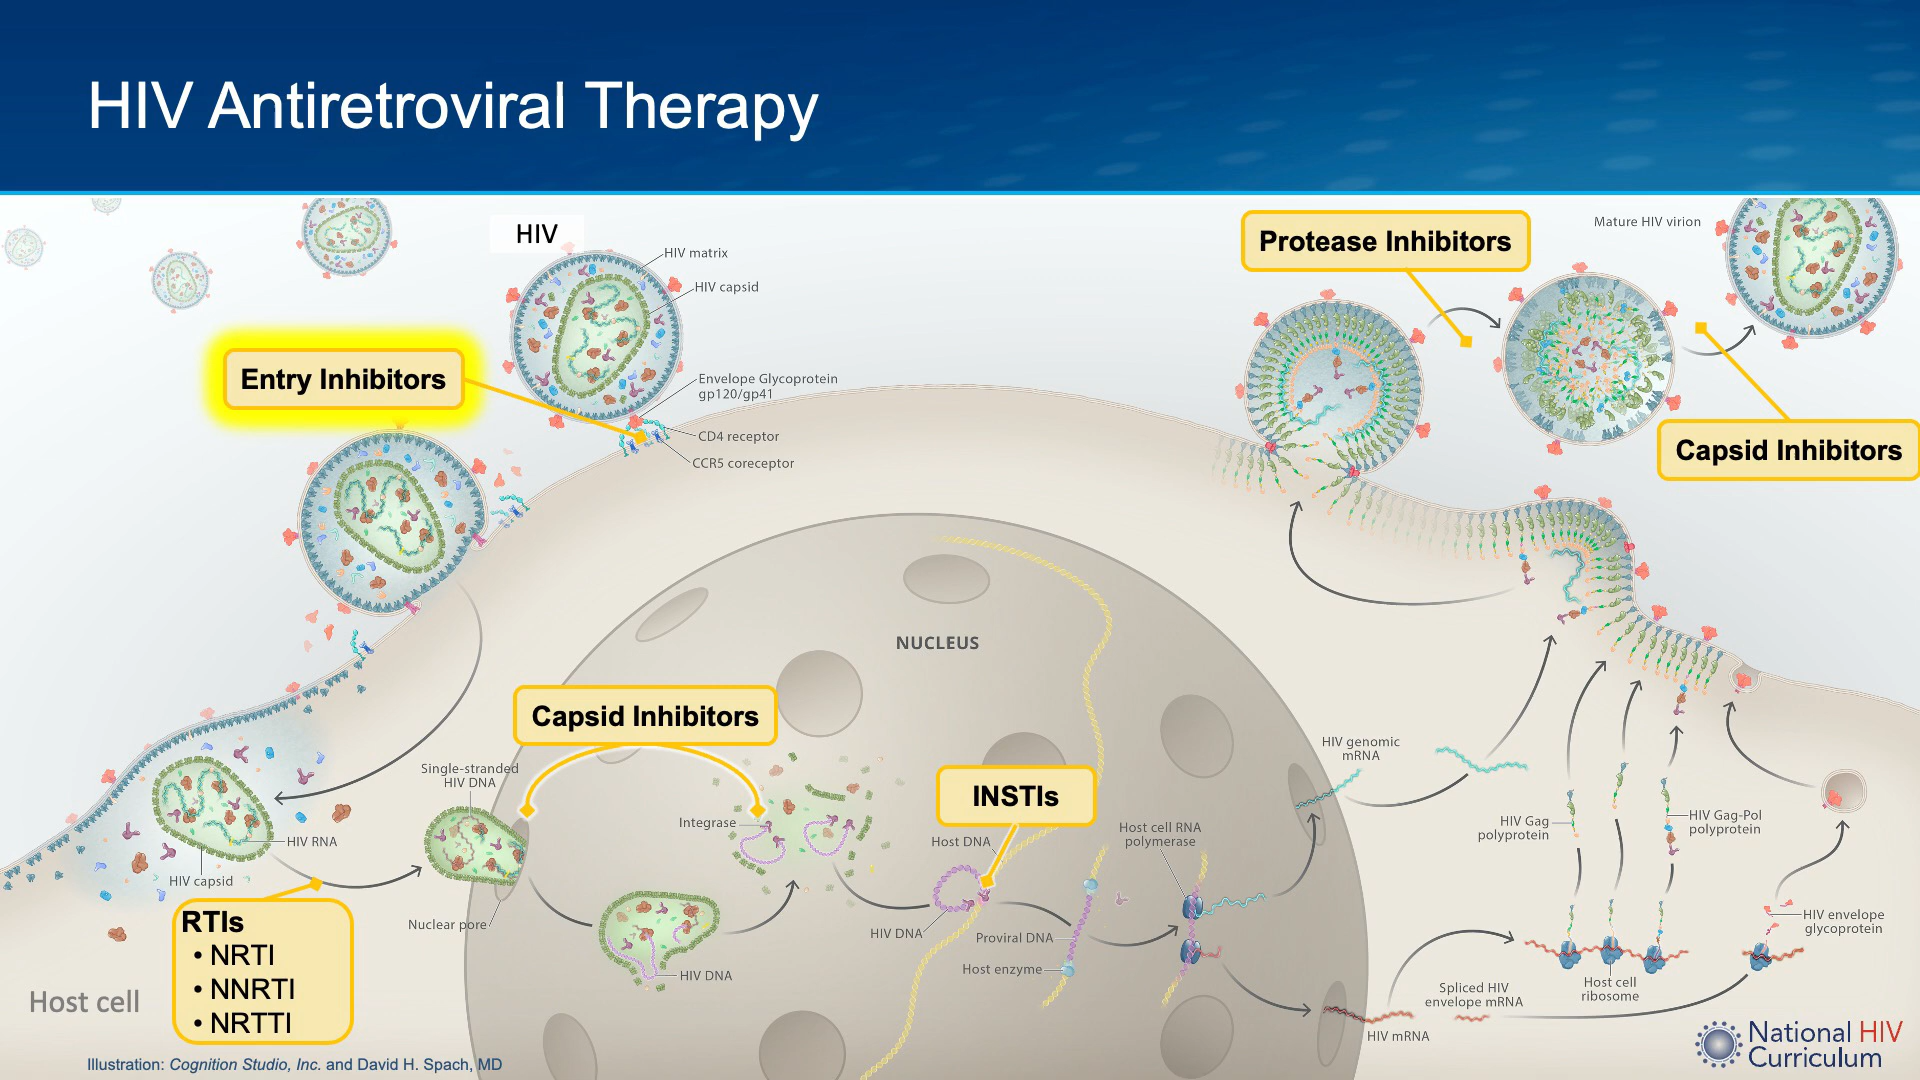 HIV Antiretroviral Therapy
HIV
HIV matrix
HIV capsid
Entry Inhibitors
Envelope Glycoprotein
gp120/gp41
CD4 receptor
CCR5 coreceptor
Protease Inhibitors
Mature HIV virion
Capsid Inhibitors
NUCLEUS
Capsid Inhibitors
Single-stranded
HIV DNA
Integrase
INSTIs
Host DNA
Host cell RNA
polymerase
HIV genomic
mRNA
HIV Gag
polyprotein
HIV Gag-Pol
polyprotein
HIV RNA
HIV capsid
RTIs
• NRTI
• NNRTI
• NRTTI
Nuclear pore
HIV DNA
HIV DNA
Proviral DNA
Host enzyme
HIV envelope
glycoprotein
Host cell
ribosome
Spliced HIV
envelope mRNA
HIV mRNA
Host cell
Illustration: Cognition Studio, Inc. and David H. Spach, MD
National HIV
Curriculum